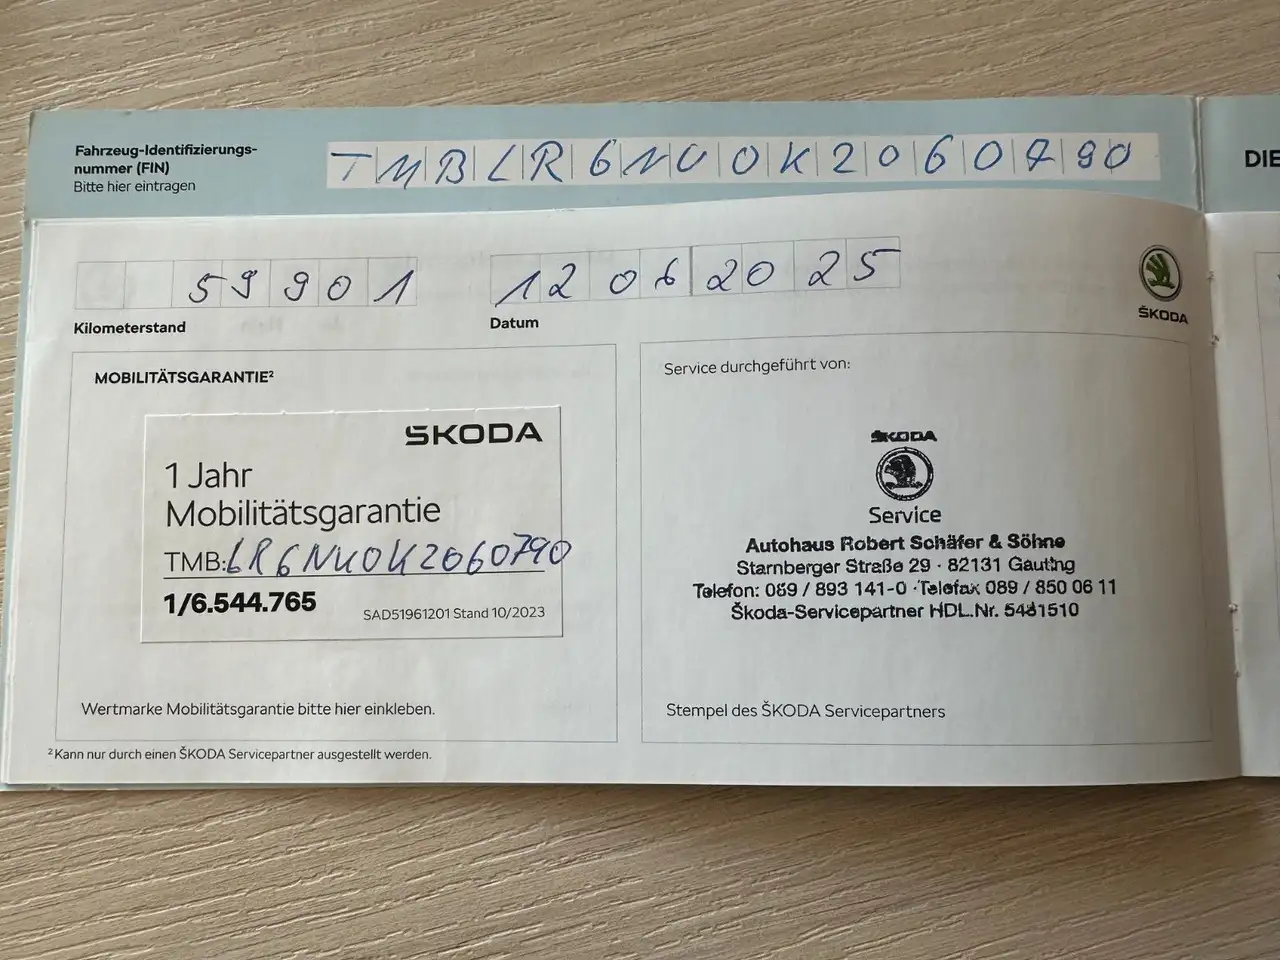 Fahrzeug-Identifizierungs-
nummer (FIN)
Bitte hier eintragen
TMBLR6NU0K2060790
DIE
59901
Kilometerstand
12 06 2025
Datum
ŠKODA
MOBILITÄTSGARANTIE²
ŠKODA
1 Jahr
Mobilitätsgarantie
TMB:LR6NU0K2060790
1/6.544.765
SAD51961201 Stand 10/2023
Wertmarke Mobilitätsgarantie bitte hier einkleben.
² Kann nur durch einen ŠKODA Servicepartner ausgestellt werden.
Service durchgeführt von:
ŠKODA
Service
Autohaus Robert Schäfer & Söhne
Starnberger Straße 29 · 82131 Gauting
Telefon: 089 / 893 141-0 · Telefax 089 / 850 06 11
Škoda-Servicepartner HDL.Nr.
Stempel des ŠKODA Servicepartners